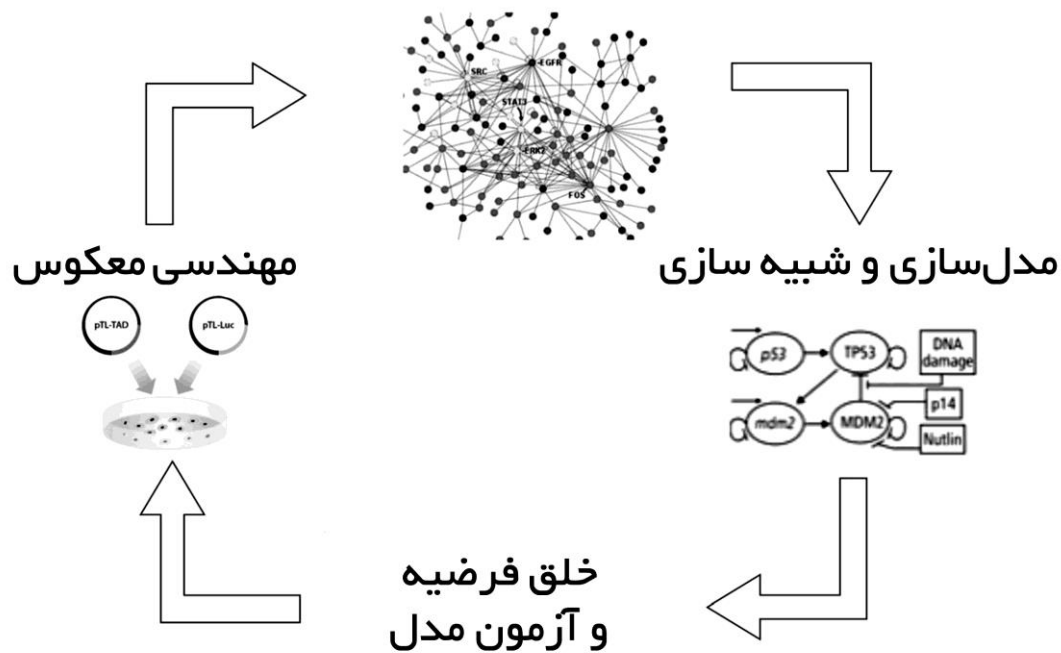 EGFR
SRC
STAT3
ERK2
FOS
مهندسی معکوس
مدل‌سازی و شبیه سازی
pTL-TAD
pTL-Luc
p53
TP53
DNA
damage
p14
mdm2
MDM2
Nutlin
خلق فرضیه
و آزمون مدل